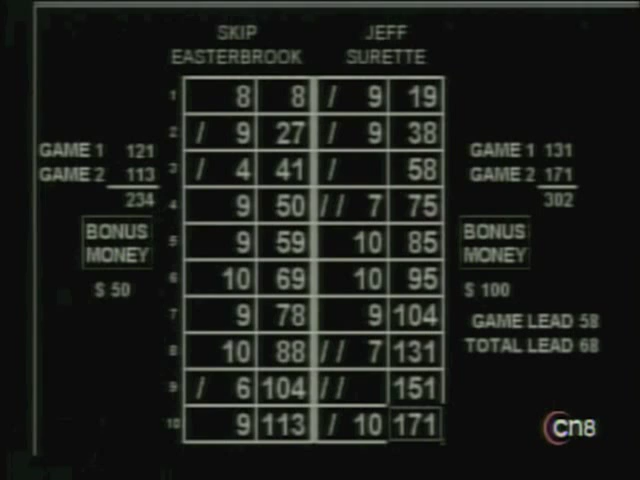 SKIP EASTERBROOK JEFF SURETTE
1 8 8 / 9 19
2 / 9 27 / 9 38
3 / 4 41 / 58
4 9 50 // 7 75
5 9 59 10 85
6 10 69 10 95
7 9 78 9 104
8 10 88 // 7 131
9 / 6 104 // 151
10 9 113 / 10 171
GAME 1 121
GAME 2 113
234
BONUS
MONEY
$ 50
GAME 1 131
GAME 2 171
302
BONUS
MONEY
$ 100
GAME LEAD 58
TOTAL LEAD 68
cn8